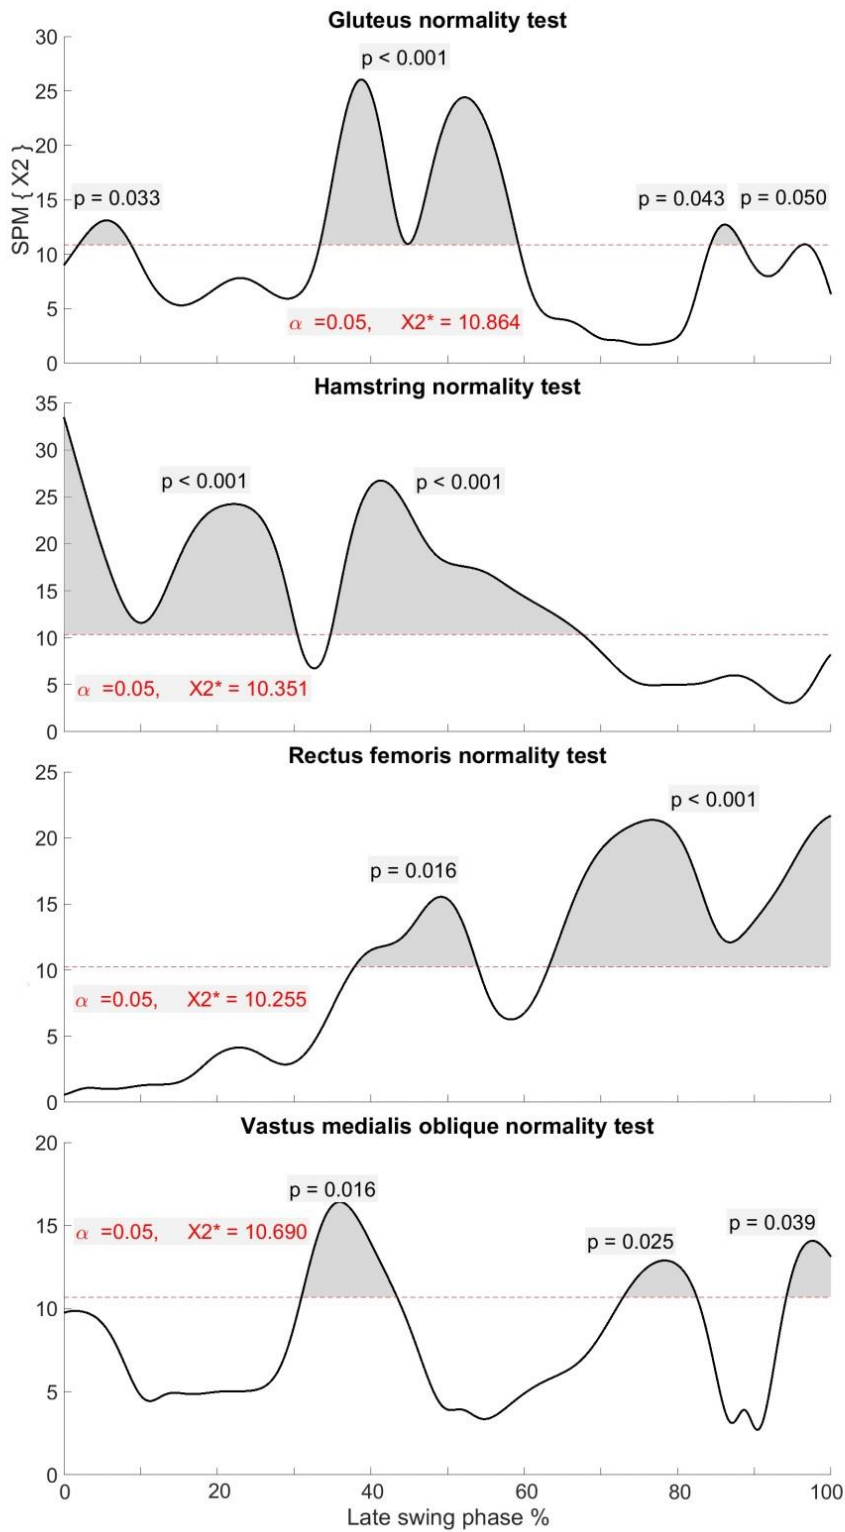 Gluteus normality test
30
p < 0.001
25
20
SPM { X2 }
15
p = 0.033
p = 0.043
p = 0.050
10
5
α =0.05, X2* = 10.864
0
Hamstring normality test
35
30
p < 0.001
p < 0.001
25
20
15
10
5
α =0.05, X2* = 10.351
0
Rectus femoris normality test
25
p < 0.001
20
p = 0.016
15
10
α =0.05, X2* = 10.255
5
0
Vastus medialis oblique normality test
20
p = 0.016
15
α =0.05, X2* = 10.690
p = 0.025
p = 0.039
10
5
0
0 20 40 60 80 100
Late swing phase %